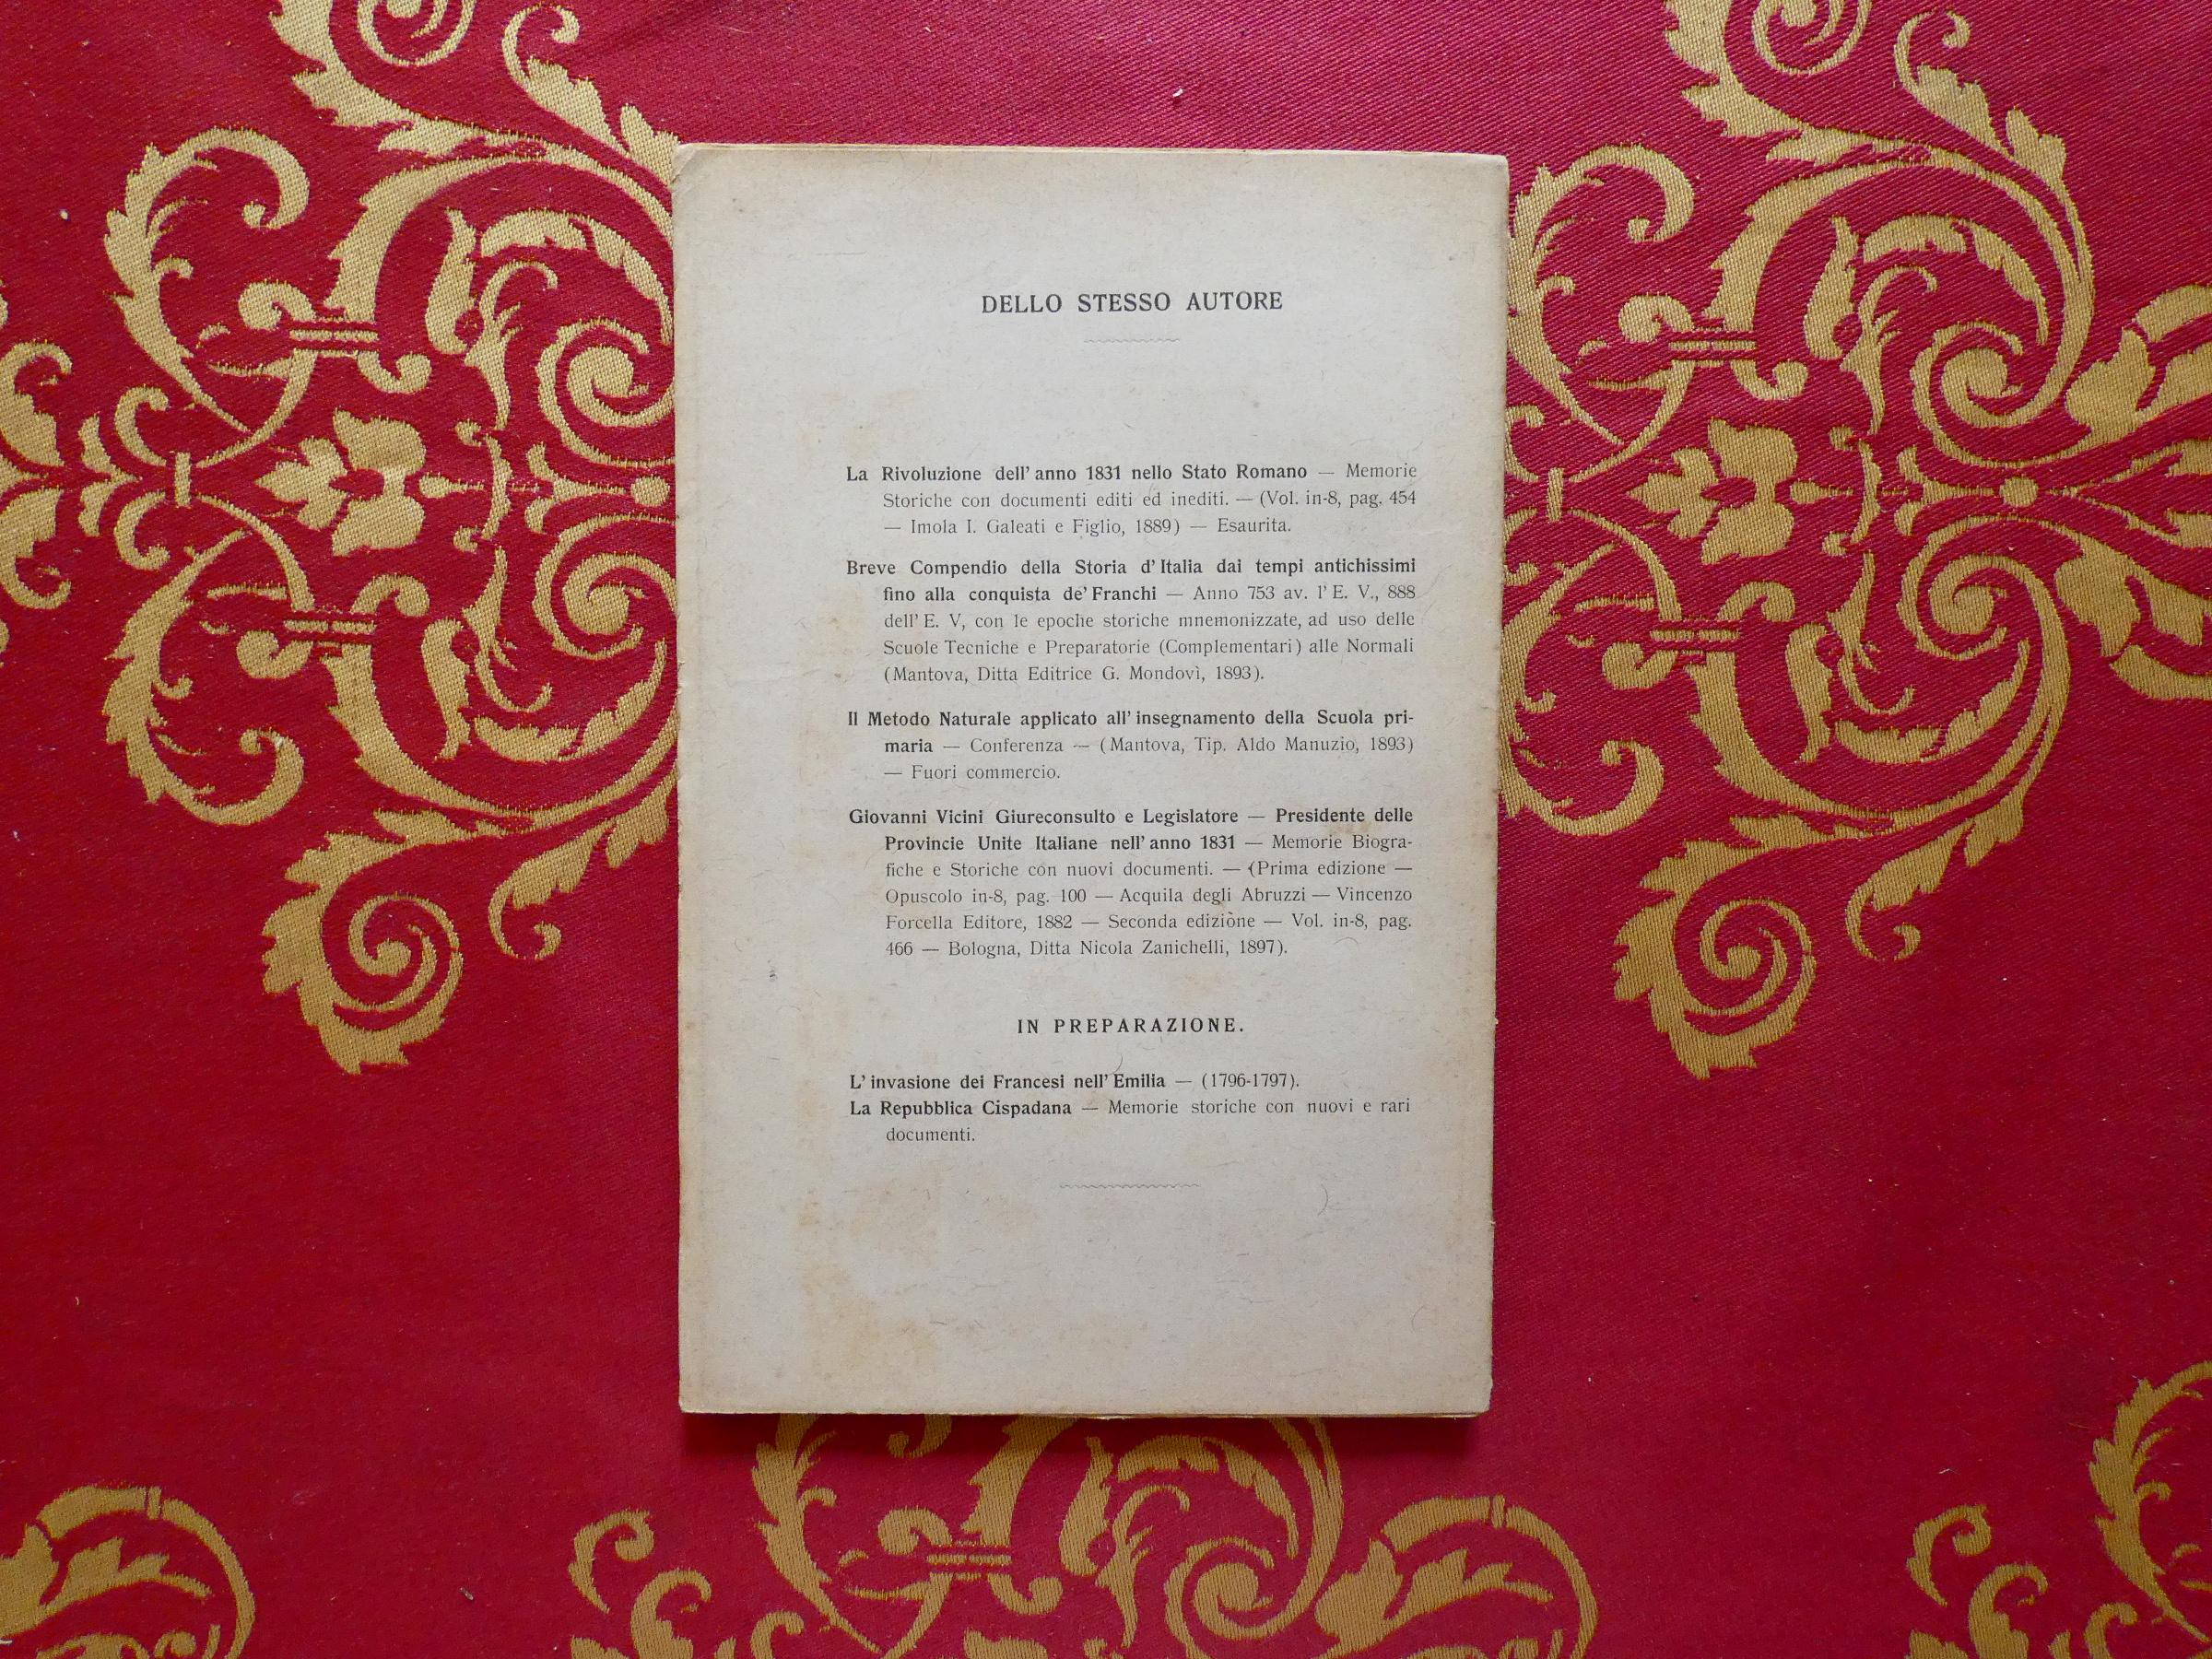 DELLO STESSO AUTORE
La Rivoluzione dell' anno 1831 nello Stato Romano — Memorie
Storiche con documenti editi ed inediti. — (Vol. in-8, pag. 454
— Imola I. Galeati e Figlio, 1889) — Esaurita.
Breve Compendio della Storia d' Italia dai tempi antichissimi
fino alla conquista de' Franchi — Anno 753 av. l' E. V., 888
dell' E. V, con le epoche storiche mnemonizzate, ad uso delle
Scuole Tecniche e Preparatorie (Complementari) alle Normali
(Mantova, Ditta Editrice G. Mondovì, 1893).
Il Metodo Naturale applicato all' insegnamento della Scuola pri-
maria — Conferenza — (Mantova, Tip. Aldo Manuzio, 1893)
— Fuori commercio.
Giovanni Vicini Giureconsulto e Legislatore — Presidente delle
Provincie Unite Italiane nell' anno 1831 — Memorie Biogra-
fiche e Storiche con nuovi documenti. — (Prima edizione —
Opuscolo in-8, pag. 100 — Acquila degli Abruzzi — Vincenzo
Forcella Editore, 1882 — Seconda edizione — Vol. in-8, pag.
466 — Bologna, Ditta Nicola Zanichelli, 1897).
IN PREPARAZIONE.
L' invasione dei Francesi nell' Emilia — (1796-1797).
La Repubblica Cispadana — Memorie storiche con nuovi e rari
documenti.